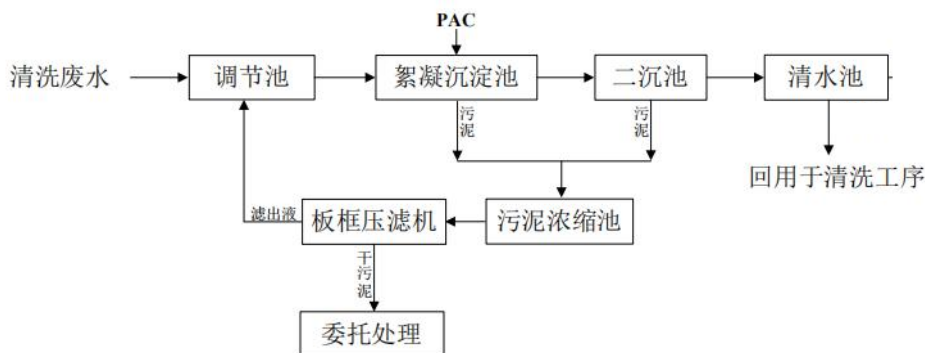 PAC
清洗废水
调节池
絮凝沉淀池
二沉池
清水池
污泥
污泥
回用于清洗工序
滤出液
板框压滤机
污泥浓缩池
干污泥
委托处理